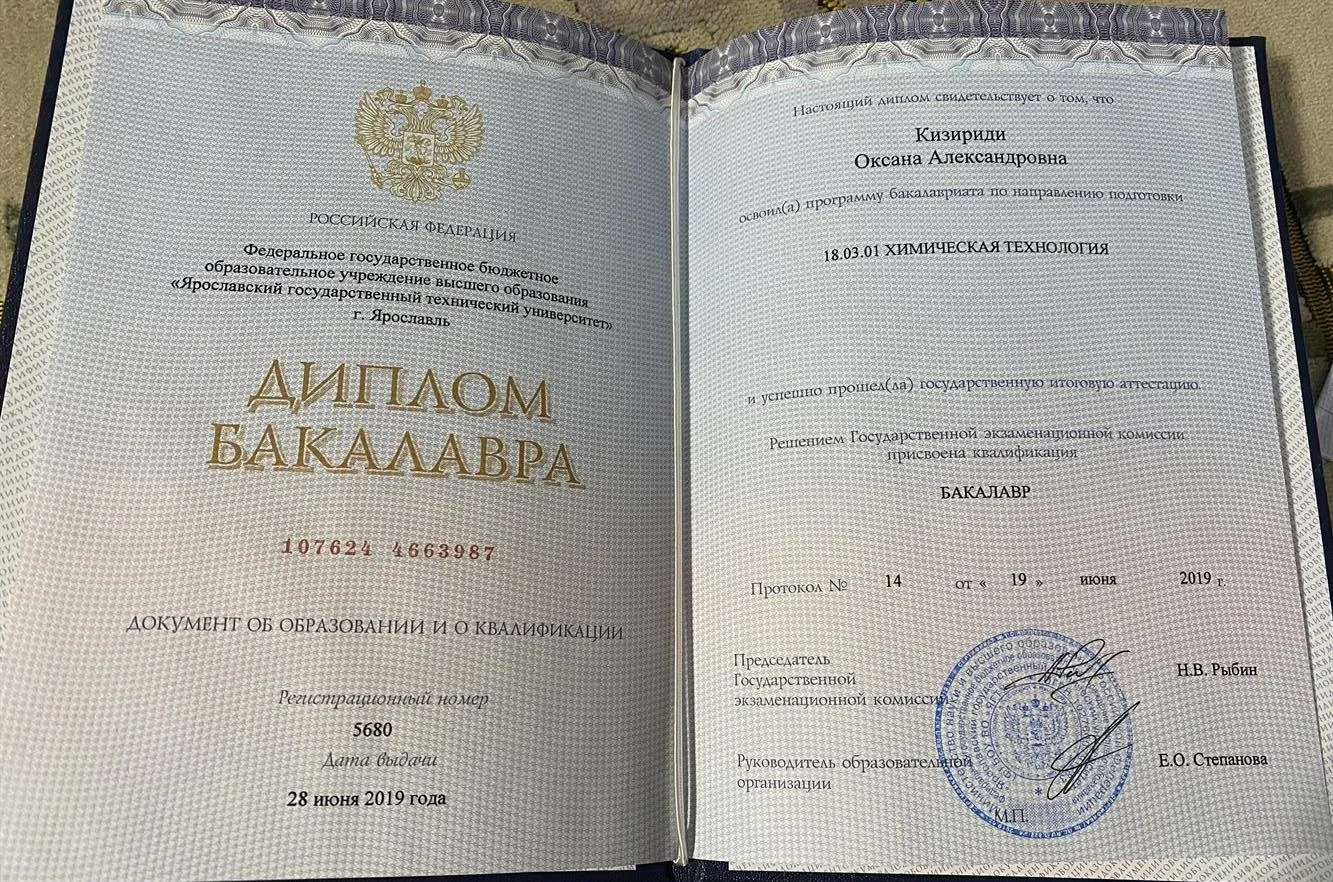 РОССИЙСКАЯ ФЕДЕРАЦИЯ
Федеральное государственное бюджетное
образовательное учреждение высшего образования
«Ярославский государственный технический университет»
г. Ярославль
ДИПЛОМ
БАКАЛАВРА
107624 4663987
ДОКУМЕНТ ОБ ОБРАЗОВАНИИ И О КВАЛИФИКАЦИИ
Регистрационный номер
5680
Дата выдачи
28 июня 2019 года
Настоящий диплом свидетельствует о том, что
Кизириди
Оксана Александровна
освоил(а) программу бакалавриата по направлению подготовки
18.03.01 ХИМИЧЕСКАЯ ТЕХНОЛОГИЯ
и успешно прошел(ла) государственную итоговую аттестацию.
Решением Государственной экзаменационной комиссии
присвоена квалификация
БАКАЛАВР
Протокол № 14 от « 19 » июня 2019 г.
Председатель
Государственной
экзаменационной комиссии
Н.В. Рыбин
Руководитель образовательной
организации
Е.О. Степанова
М.П.